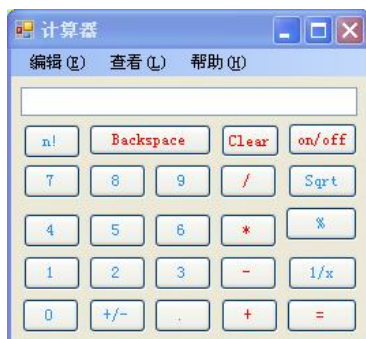 计算器
编辑(E) 查看(L) 帮助(H)
n! Backspace Clear on/off
7 8 9 / Sqrt
4 5 6 * %
1 2 3 - 1/x
0 +/- . + =